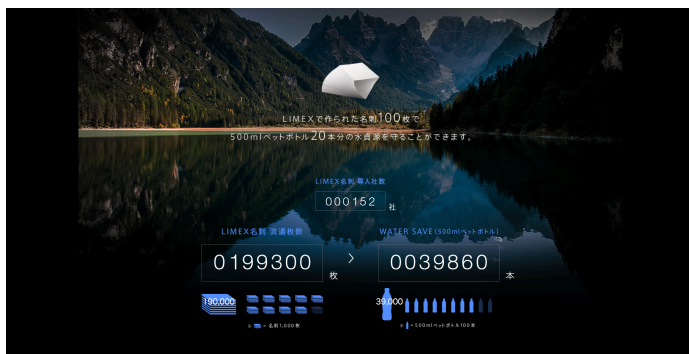 LIMEXで作られた名刺100枚で
500mlペットボトル20本分の水資源を守ることができます。
LIMEX名刺 導入社数
000152 社
LIMEX名刺 流通枚数
0199300 枚
>
WATER SAVE (500mlペットボトル)
0039860 本
190,000
※ = 名刺1,000枚
39,000
※ = 500mlペットボトル100本